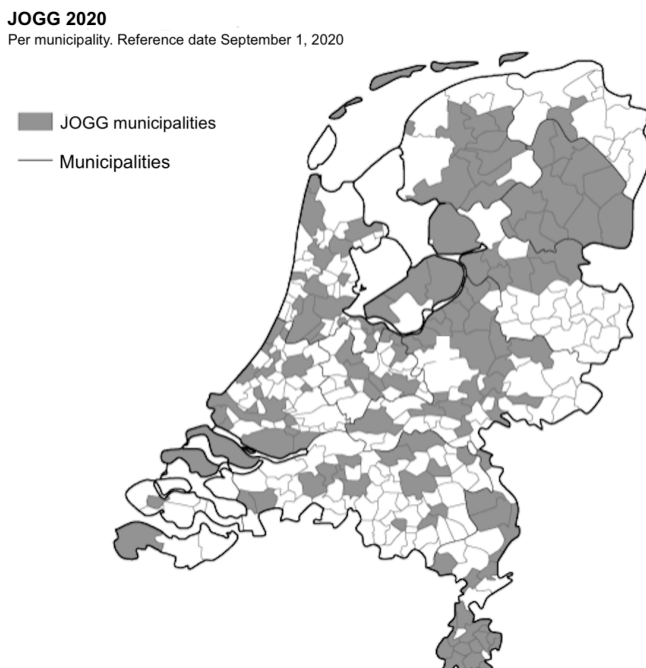 JOGG 2020
Per municipality. Reference date September 1, 2020
JOGG municipalities
Municipalities